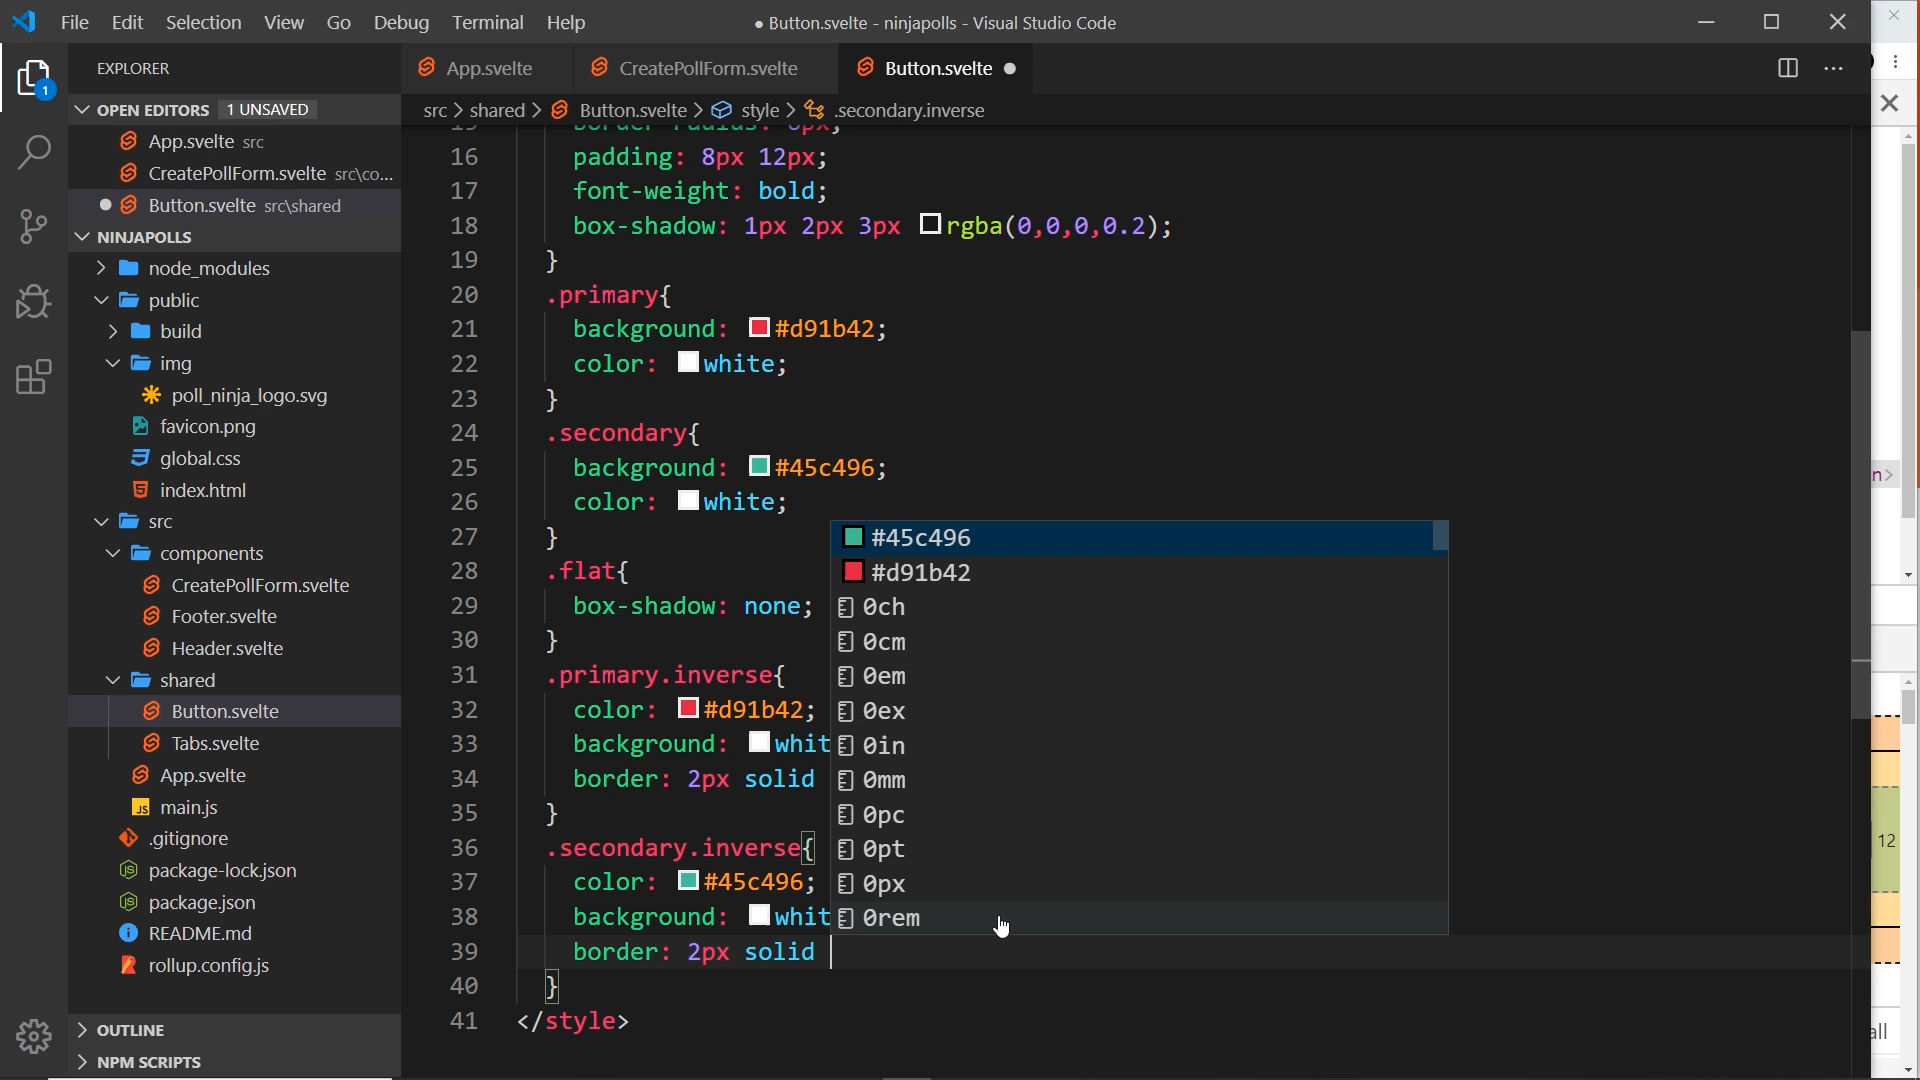 File Edit Selection View Go Debug Terminal Help
● Button.svelte - ninjapolls - Visual Studio Code
EXPLORER
App.svelte
CreatePollForm.svelte
Button.svelte
OPEN EDITORS 1 UNSAVED
src > shared > Button.svelte > style > .secondary.inverse
App.svelte src
CreatePollForm.svelte src\co...
Button.svelte src\shared
NINJAPOLLS
node_modules
public
build
img
poll_ninja_logo.svg
favicon.png
global.css
index.html
src
components
CreatePollForm.svelte
Footer.svelte
Header.svelte
shared
Button.svelte
Tabs.svelte
App.svelte
main.js
.gitignore
package-lock.json
package.json
README.md
rollup.config.js
OUTLINE
NPM SCRIPTS
1
16 padding: 8px 12px;
17 font-weight: bold;
18 box-shadow: 1px 2px 3px rgba(0,0,0,0.2);
19 }
20 .primary{
21 background: #d91b42;
22 color: white;
23 }
24 .secondary{
25 background: #45c496;
26 color: white;
27 }
28 .flat{
29 box-shadow: none;
30 }
31 .primary.inverse{
32 color: #d91b42;
33 background: whit
34 border: 2px solid
35 }
36 .secondary.inverse{
37 color: #45c496;
38 background: whit
39 border: 2px solid
40 }
41 </style>
#45c496
#d91b42
0ch
0cm
0em
0ex
0in
0mm
0pc
0pt
0px
0rem
n>
12
all